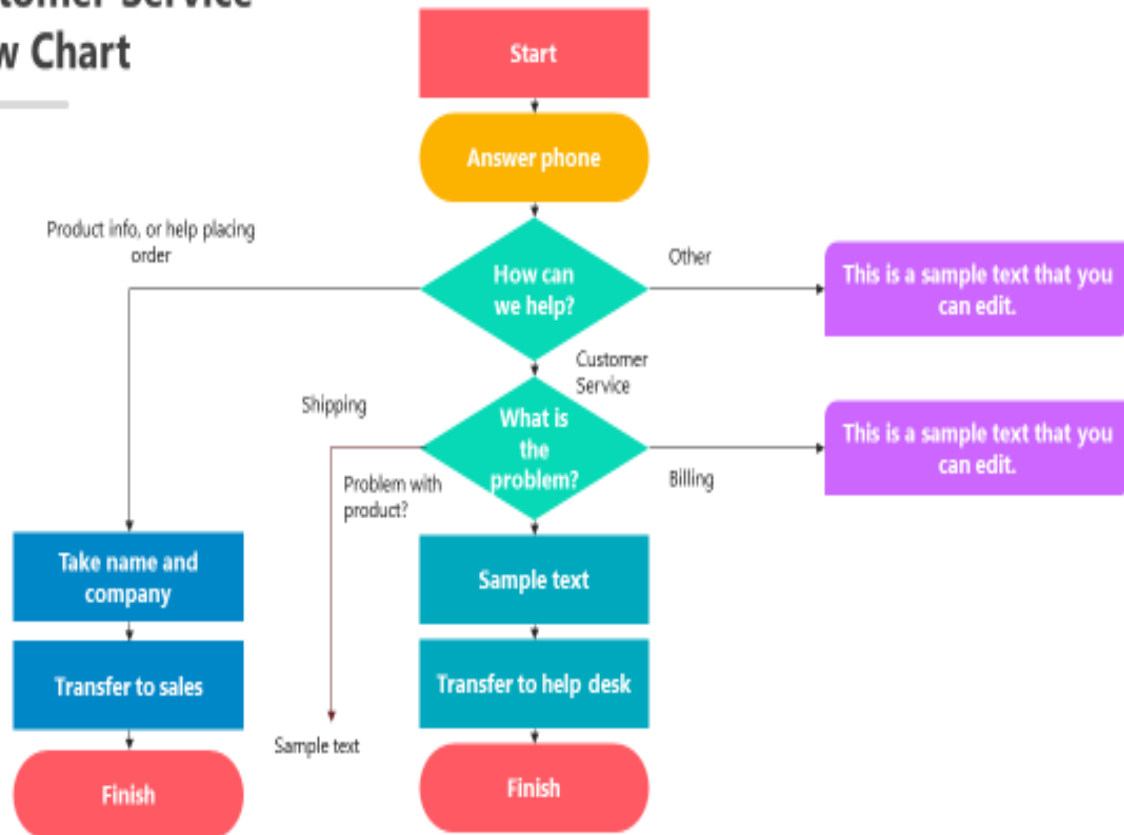 w Chart
Start
Answer phone
Product info, or help placing
order
How can
we help?
Other
This is a sample text that you
can edit.
Customer
Service
Shipping
What is
the
problem?
This is a sample text that you
can edit.
Problem with
product?
Billing
Take name and
company
Sample text
Transfer to sales
Transfer to help desk
Sample text
Finish
Finish